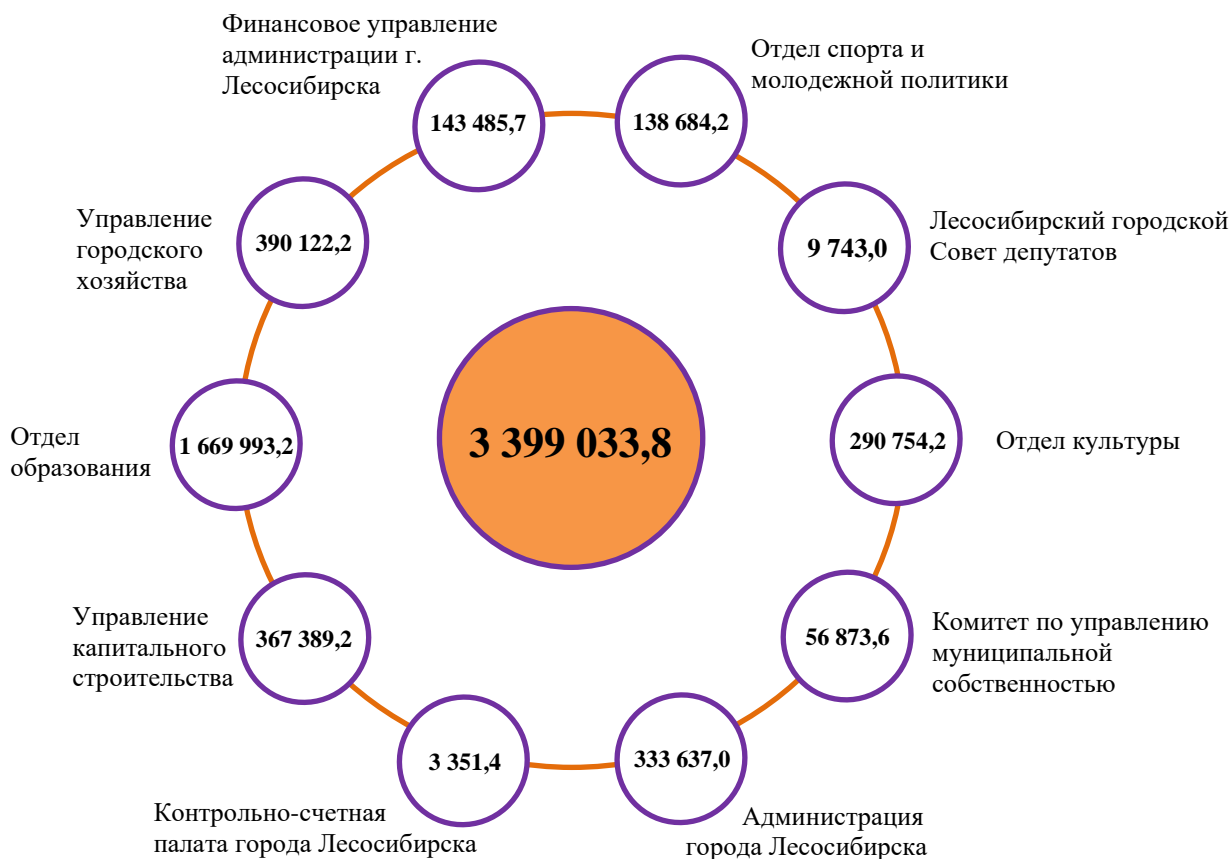 Финансовое управление
администрации г.
Лесосибирска
143 485,7
Отдел спорта и
молодежной политики
138 684,2
Лесосибирский городской
Совет депутатов
9 743,0
Отдел культуры
290 754,2
Комитет по управлению
муниципальной
собственностью
56 873,6
Администрация
города Лесосибирска
333 637,0
Контрольно-счетная
палата города Лесосибирска
3 351,4
Управление
капитального
строительства
367 389,2
Отдел
образования
1 669 993,2
Управление
городского
хозяйства
390 122,2
3 399 033,8